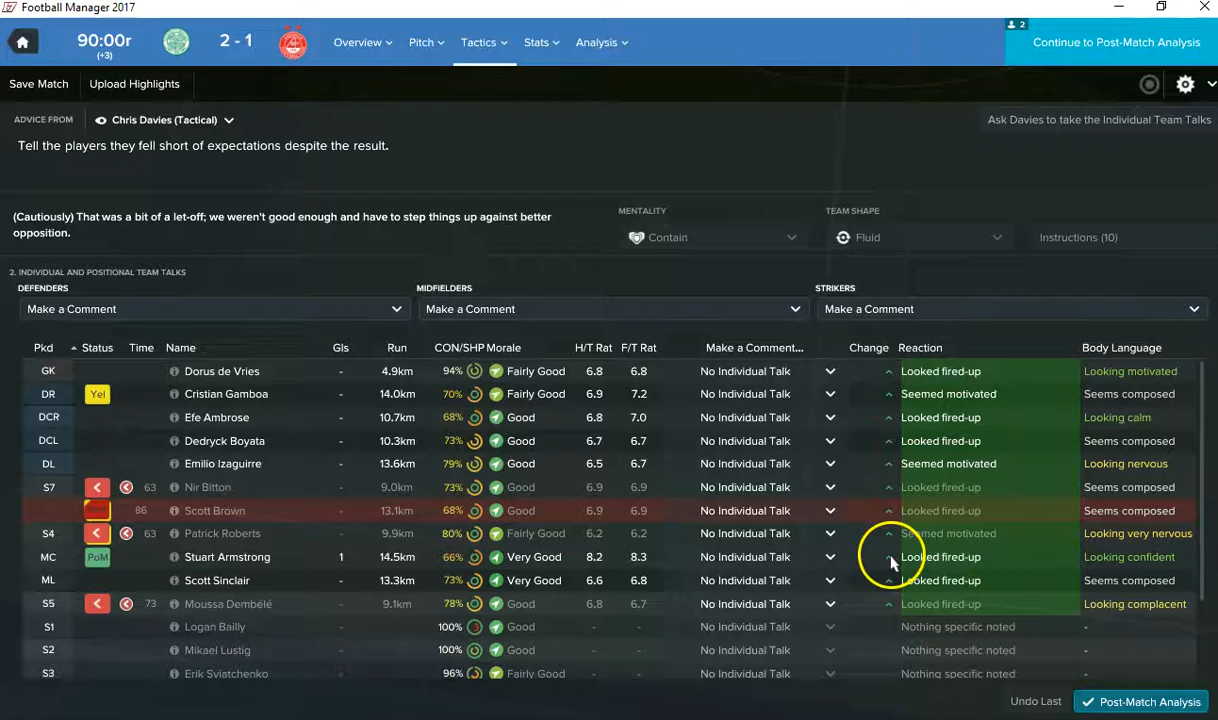 Football Manager 2017
90:00r
(+3)
2 - 1
Overview
Pitch
Tactics
Stats
Analysis
2
Continue to Post-Match Analysis
Save Match
Upload Highlights
ADVICE FROM
Chris Davies (Tactical)
Ask Davies to take the Individual Team Talks
Tell the players they fell short of expectations despite the result.
(Cautiously) That was a bit of a let-off; we weren't good enough and have to step things up against better
opposition.
MENTALITY
Contain
TEAM SHAPE
Fluid
Instructions (10)
2. INDIVIDUAL AND POSITIONAL TEAM TALKS
DEFENDERS
MIDFIELDERS
STRIKERS
Make a Comment
Make a Comment
Make a Comment
Pkd Status Time Name Gls Run CON/SHP Morale H/T Rat F/T Rat Make a Comment... Change Reaction Body Language
GK Dorus de Vries - 4.9km 94% Fairly Good 6.8 6.8 No Individual Talk Looked fired-up Looking motivated
DR Yel Cristian Gamboa - 14.0km 70% Fairly Good 6.9 7.2 No Individual Talk Seemed motivated Seems composed
DCR Efe Ambrose - 10.7km 68% Good 6.8 7.0 No Individual Talk Looked fired-up Looking calm
DCL Dedryck Boyata - 10.3km 73% Good 6.7 6.7 No Individual Talk Looked fired-up Seems composed
DL Emilio Izaguirre - 13.6km 79% Good 6.5 6.7 No Individual Talk Seemed motivated Looking nervous
S7 63 Nir Bitton - 9.0km 73% Good 6.9 6.9 No Individual Talk Looked fired-up Seems composed
86 Scott Brown - 13.1km 68% Good 6.9 6.9 No Individual Talk Looked fired-up Seems composed
S4 63 Patrick Roberts - 9.9km 80% Fairly Good 6.2 6.2 No Individual Talk Seemed motivated Looking very nervous
MC PoM Stuart Armstrong 1 14.5km 66% Very Good 8.2 8.3 No Individual Talk Looked fired-up Looking confident
ML Scott Sinclair - 13.3km 73% Very Good 6.6 6.8 No Individual Talk Looked fired-up Seems composed
S5 73 Moussa Dembélé - 9.1km 78% Good 6.8 6.7 No Individual Talk Looked fired-up Looking complacent
S1 Logan Bailly - 100% Good - - No Individual Talk Nothing specific noted -
S2 Mikael Lustig - 100% Good - - No Individual Talk Nothing specific noted -
S3 Erik Sviatchenko - 96% Good - - No Individual Talk Nothing specific noted -
Undo Last
Post-Match Analysis